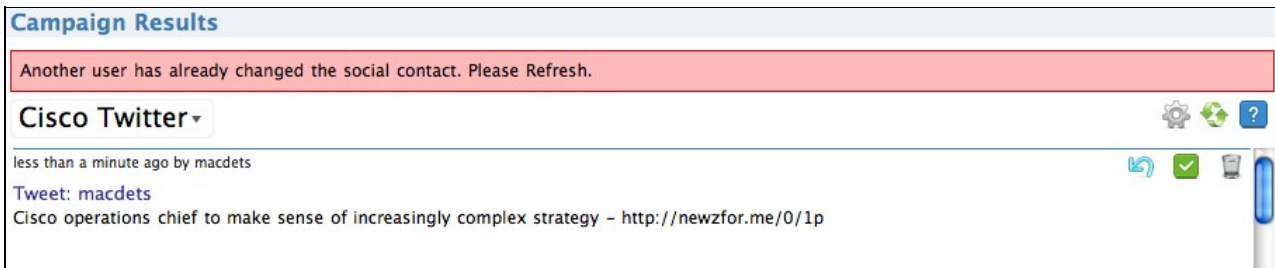 Campaign Results
Another user has already changed the social contact. Please Refresh.
Cisco Twitter
?
less than a minute ago by macdets
Tweet: macdets
Cisco operations chief to make sense of increasingly complex strategy – http://newzfor.me/0/1p